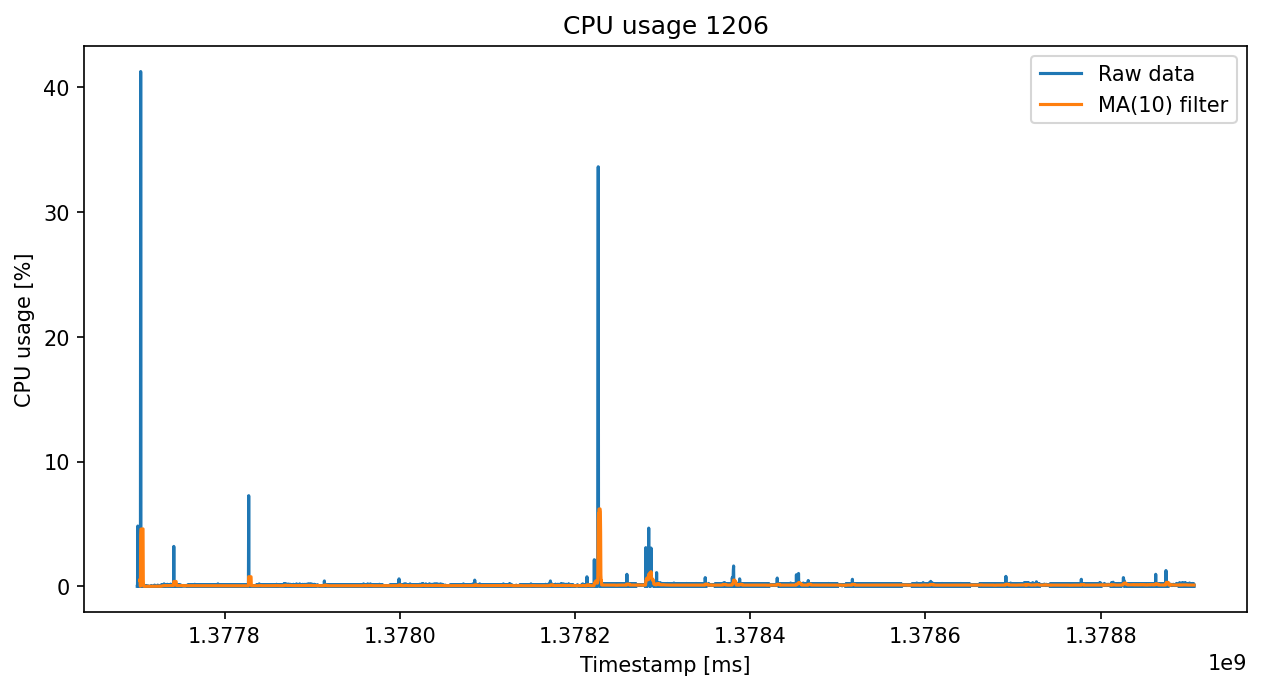 CPU usage 1206
Raw data
MA(10) filter
CPU usage [%]
40
30
20
10
0
1.3778
1.3780
1.3782
1.3784
1.3786
1.3788
1e9
Timestamp [ms]